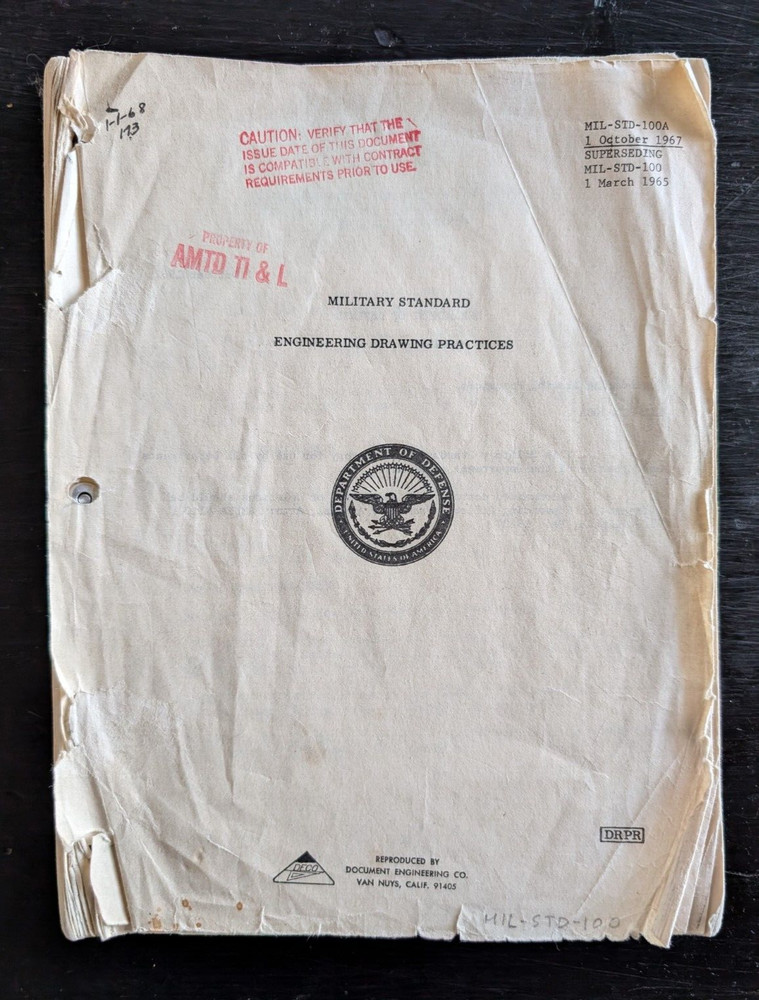 1-1-68
173
CAUTION: VERIFY THAT THE
ISSUE DATE OF THIS DOCUMENT
IS COMPATIBLE WITH CONTRACT
REQUIREMENTS PRIOR TO USE.
MIL-STD-100A
1 October 1967
SUPERSEDING
MIL-STD-100
1 March 1965
PROPERTY OF
AMTD TI & L
MILITARY STANDARD
ENGINEERING DRAWING PRACTICES
DEPARTMENT OF DEFENSE
UNITED STATES OF AMERICA
DRPR
DECO
REPRODUCED BY
DOCUMENT ENGINEERING CO.
VAN NUYS, CALIF. 91405
MIL-STD-100